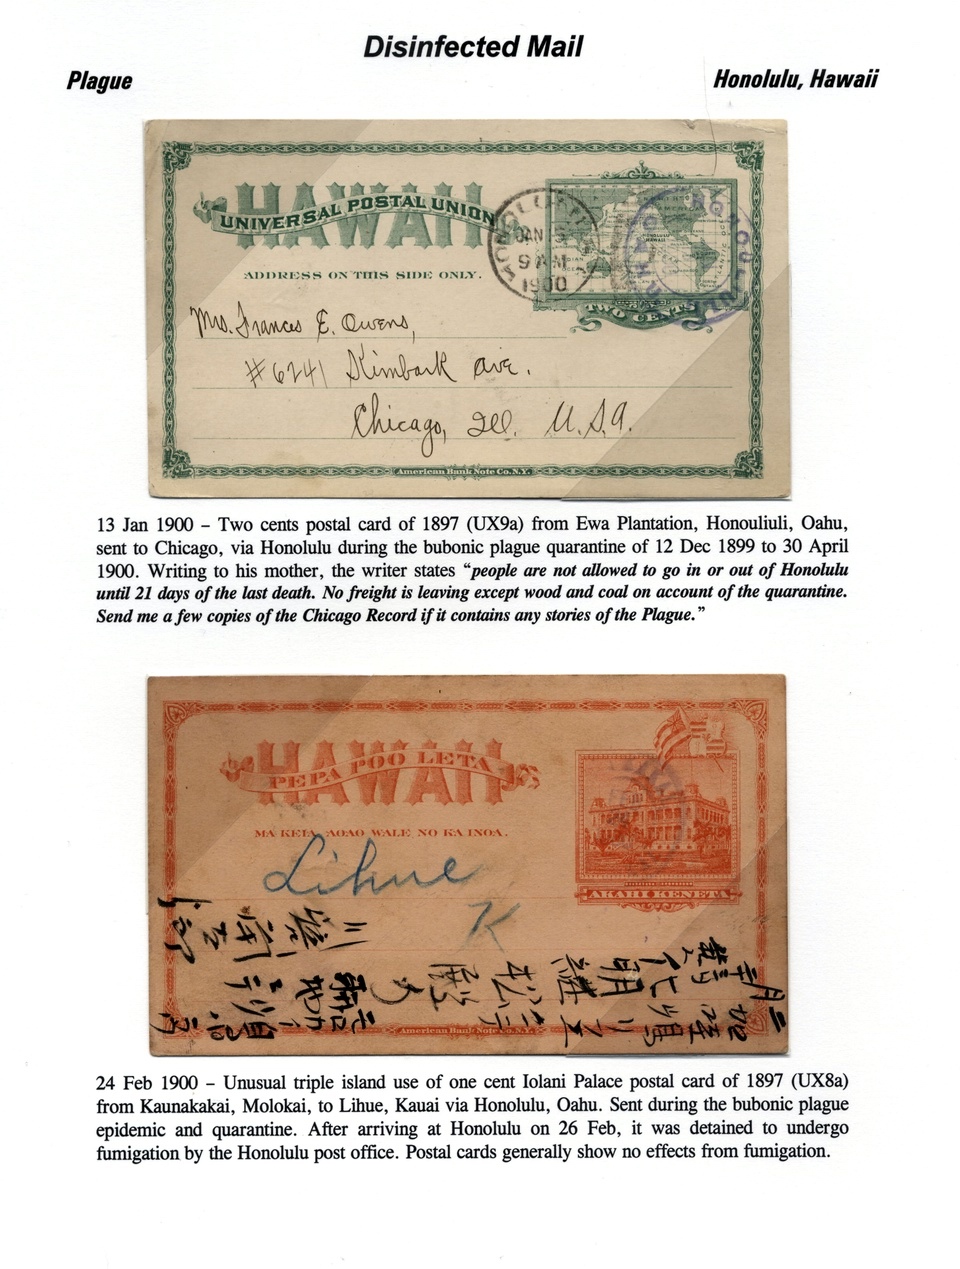 Disinfected Mail
Plague
Honolulu, Hawaii
HAWAII
UNIVERSAL POSTAL UNION
ADDRESS ON THIS SIDE ONLY.
HONOLULU
JAN
9 AM
1900
HONOLULU
HAWAII
TWO CENTS
Mrs. Frances E. Owens,
#6241 Kimbark Ave.
Chicago, Ill. U.S.A.
American Bank Note Co. N.Y.
13 Jan 1900 – Two cents postal card of 1897 (UX9a) from Ewa Plantation, Honouliuli, Oahu,
sent to Chicago, via Honolulu during the bubonic plague quarantine of 12 Dec 1899 to 30 April
1900. Writing to his mother, the writer states “people are not allowed to go in or out of Honolulu
until 21 days of the last death. No freight is leaving except wood and coal on account of the quarantine.
Send me a few copies of the Chicago Record if it contains any stories of the Plague.”
HAWAII
PEPA POO LETA
MA KEIA AOAO WALE NO KA INOA.
AKAHI KENETA
Lihue
K
American Bank Note Co. N.Y.
24 Feb 1900 – Unusual triple island use of one cent Iolani Palace postal card of 1897 (UX8a)
from Kaunakakai, Molokai, to Lihue, Kauai via Honolulu, Oahu. Sent during the bubonic plague
epidemic and quarantine. After arriving at Honolulu on 26 Feb, it was detained to undergo
fumigation by the Honolulu post office. Postal cards generally show no effects from fumigation.